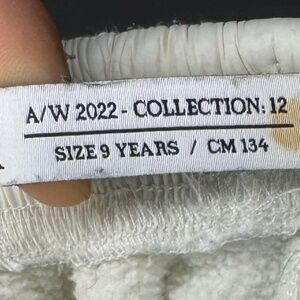 A/W 2022 - COLLECTION: 12
SIZE 9 YEARS / CM 134